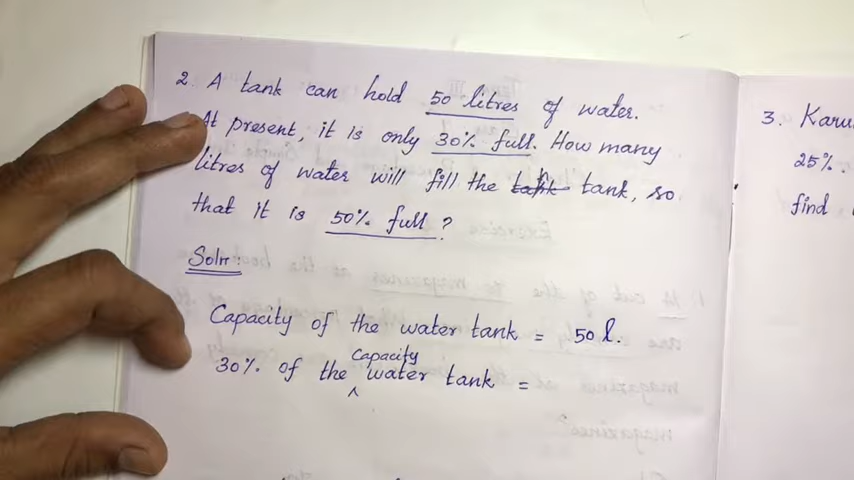 2. A tank can hold 50 litres of water.
At present, it is only 30% full. How many
litres of water will fill the tank, so
that it is 50% full?
Soln:
Capacity of the water tank = 50 l.
30% of the capacity water tank =
3. Karu
25%.
find